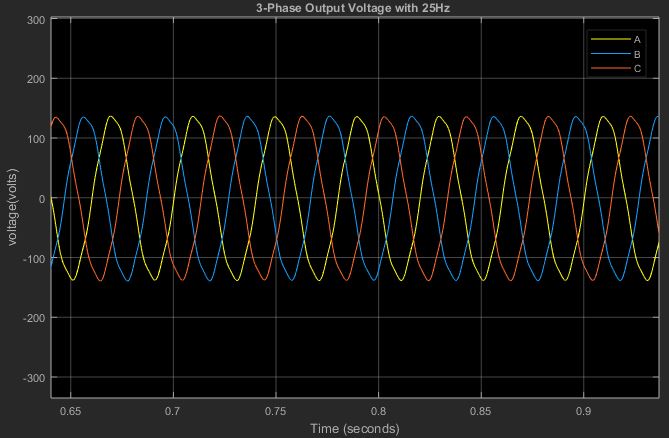 3-Phase Output Voltage with 25Hz
300
200
100
0
-100
-200
-300
voltage(volts)
A
B
C
0.65 0.7 0.75 0.8 0.85 0.9
Time (seconds)